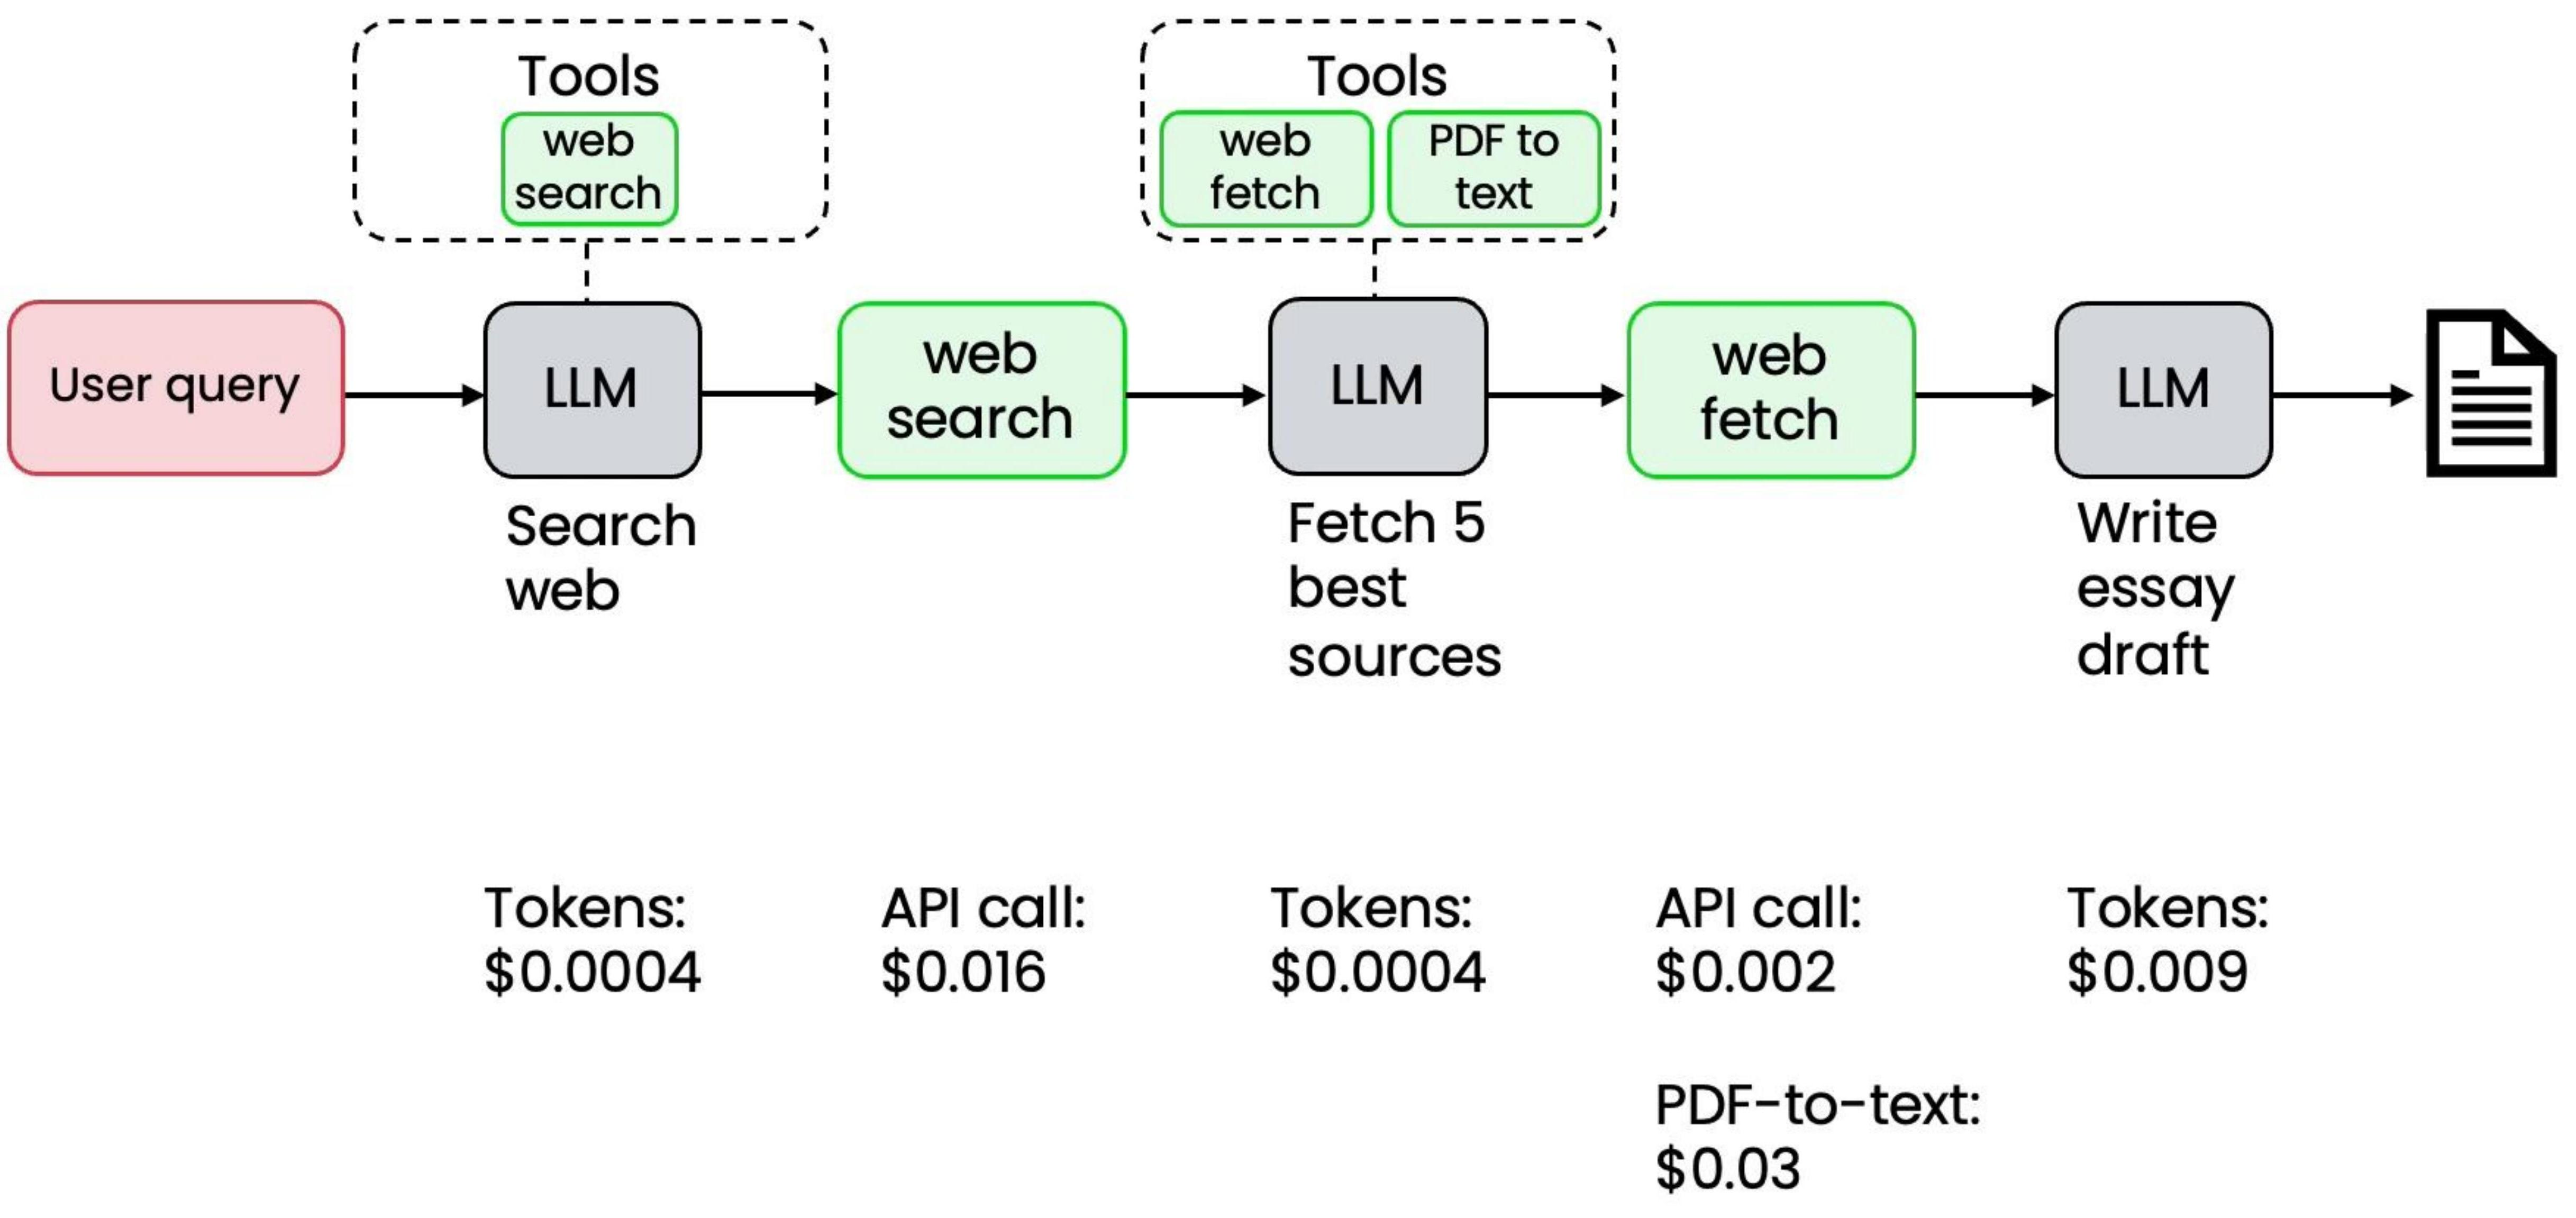 Tools
web
search
Tools
web
fetch
PDF to
text
User query
LLM
web
search
LLM
web
fetch
LLM
Search
web
Fetch 5
best
sources
Write
essay
draft
Tokens:
$0.0004
API call:
$0.016
Tokens:
$0.0004
API call:
$0.002
Tokens:
$0.009
PDF-to-text:
$0.03